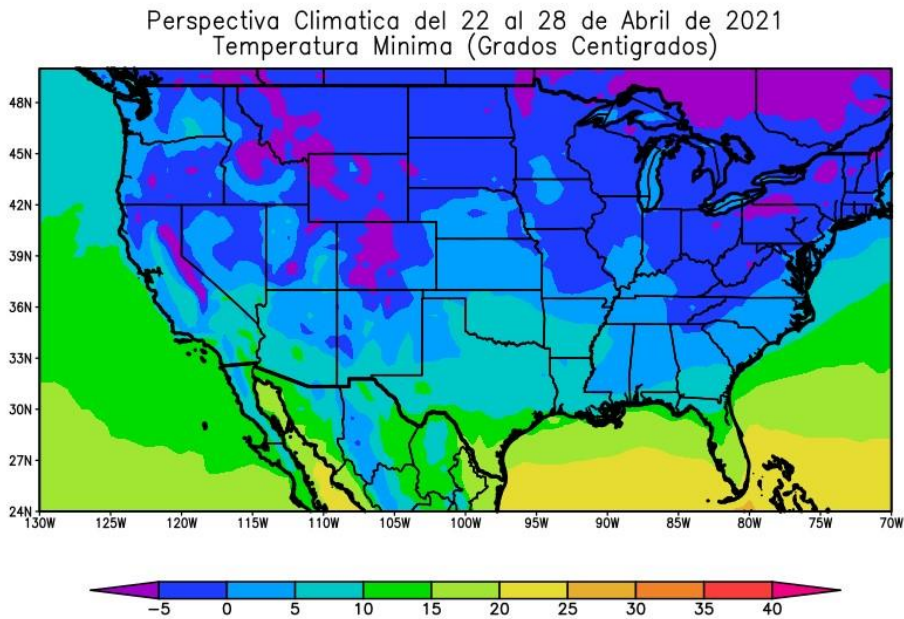 Perspectiva Climatica del 22 al 28 de Abril de 2021
Temperatura Minima (Grados Centigrados)
48N
45N
42N
39N
36N
33N
30N
27N
24N
130W 125W 120W 115W 110W 105W 100W 95W 90W 85W 80W 75W 70W
-5 0 5 10 15 20 25 30 35 40